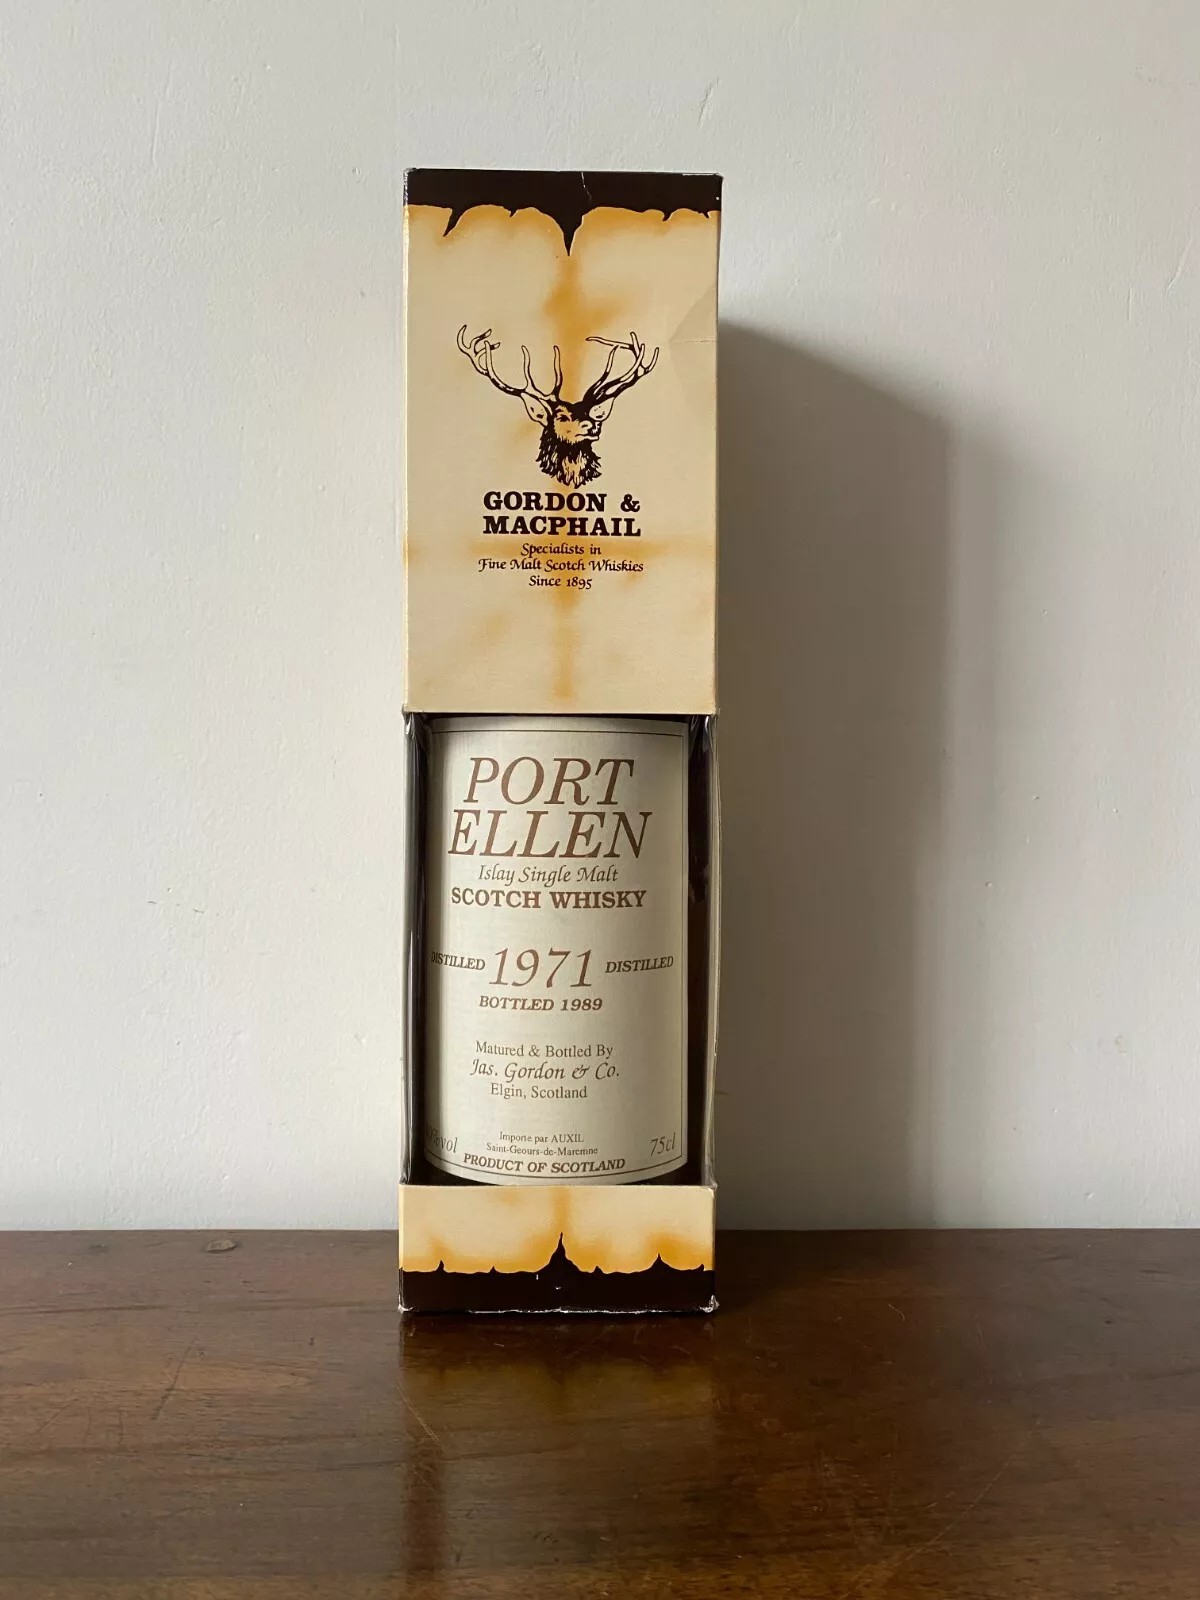 GORDON &
MACPHAIL
Specialists in
Fine Malt Scotch Whiskies
Since 1895
PORT
ELLEN
Islay Single Malt
SCOTCH WHISKY
DISTILLED 1971 DISTILLED
BOTTLED 1989
Matured & Bottled By
Jas. Gordon & Co.
Elgin, Scotland
Importe par AUXIL
Saint-Geours-de-Maremne
vol 75cl
PRODUCT OF SCOTLAND